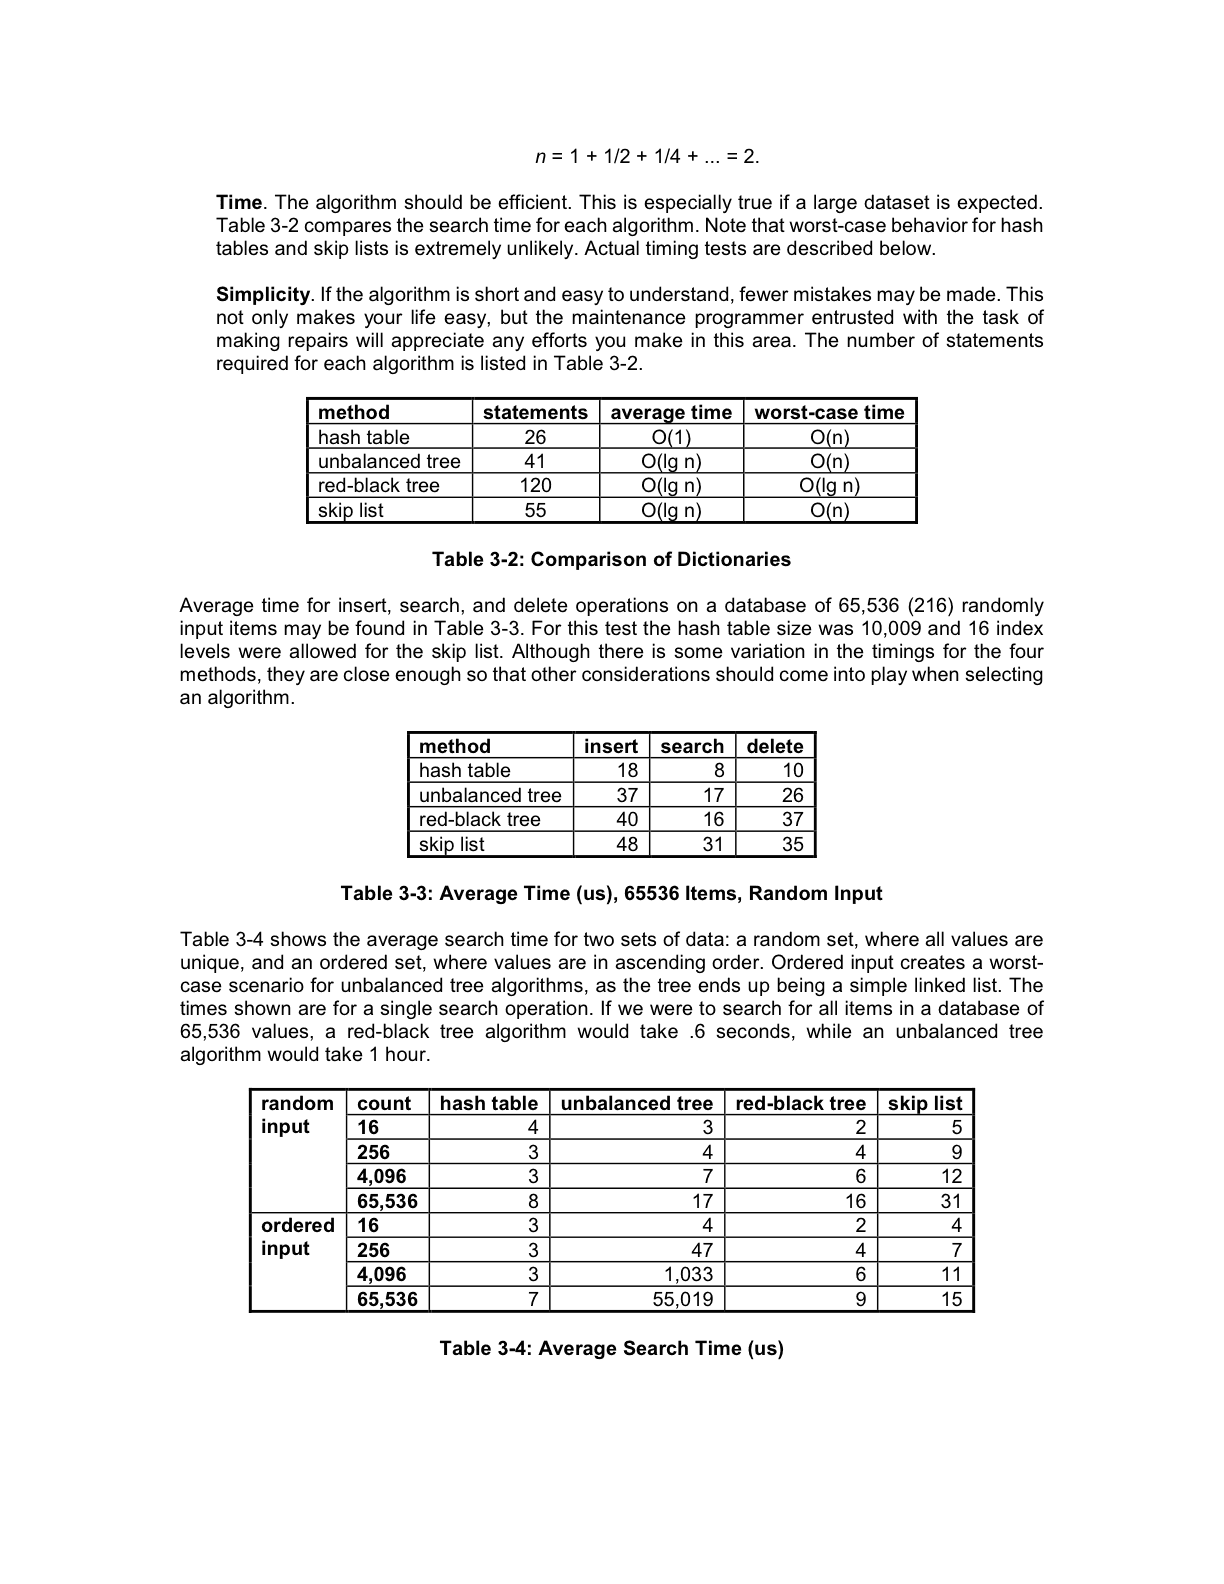 n = 1 + 1/2 + 1/4 + ... = 2.
Time. The algorithm should be efficient. This is especially true if a large dataset is expected.
Table 3-2 compares the search time for each algorithm. Note that worst-case behavior for hash
tables and skip lists is extremely unlikely. Actual timing tests are described below.
Simplicity. If the algorithm is short and easy to understand, fewer mistakes may be made. This
not only makes your life easy, but the maintenance programmer entrusted with the task of
making repairs will appreciate any efforts you make in this area. The number of statements
required for each algorithm is listed in Table 3-2.
method statements average time worst-case time
hash table 26 O(1) O(n)
unbalanced tree 41 O(lg n) O(n)
red-black tree 120 O(lg n) O(lg n)
skip list 55 O(lg n) O(n)
Table 3-2: Comparison of Dictionaries
Average time for insert, search, and delete operations on a database of 65,536 (216) randomly
input items may be found in Table 3-3. For this test the hash table size was 10,009 and 16 index
levels were allowed for the skip list. Although there is some variation in the timings for the four
methods, they are close enough so that other considerations should come into play when selecting
an algorithm.
method insert search delete
hash table 18 8 10
unbalanced tree 37 17 26
red-black tree 40 16 37
skip list 48 31 35
Table 3-3: Average Time (us), 65536 Items, Random Input
Table 3-4 shows the average search time for two sets of data: a random set, where all values are
unique, and an ordered set, where values are in ascending order. Ordered input creates a worst-
case scenario for unbalanced tree algorithms, as the tree ends up being a simple linked list. The
times shown are for a single search operation. If we were to search for all items in a database of
65,536 values, a red-black tree algorithm would take .6 seconds, while an unbalanced tree
algorithm would take 1 hour.
random count hash table unbalanced tree red-black tree skip list
input 16 4 3 2 5
256 3 4 4 9
4,096 3 7 6 12
65,536 8 17 16 31
ordered 16 3 4 2 4
input 256 3 47 4 7
4,096 3 1,033 6 11
65,536 7 55,019 9 15
Table 3-4: Average Search Time (us)